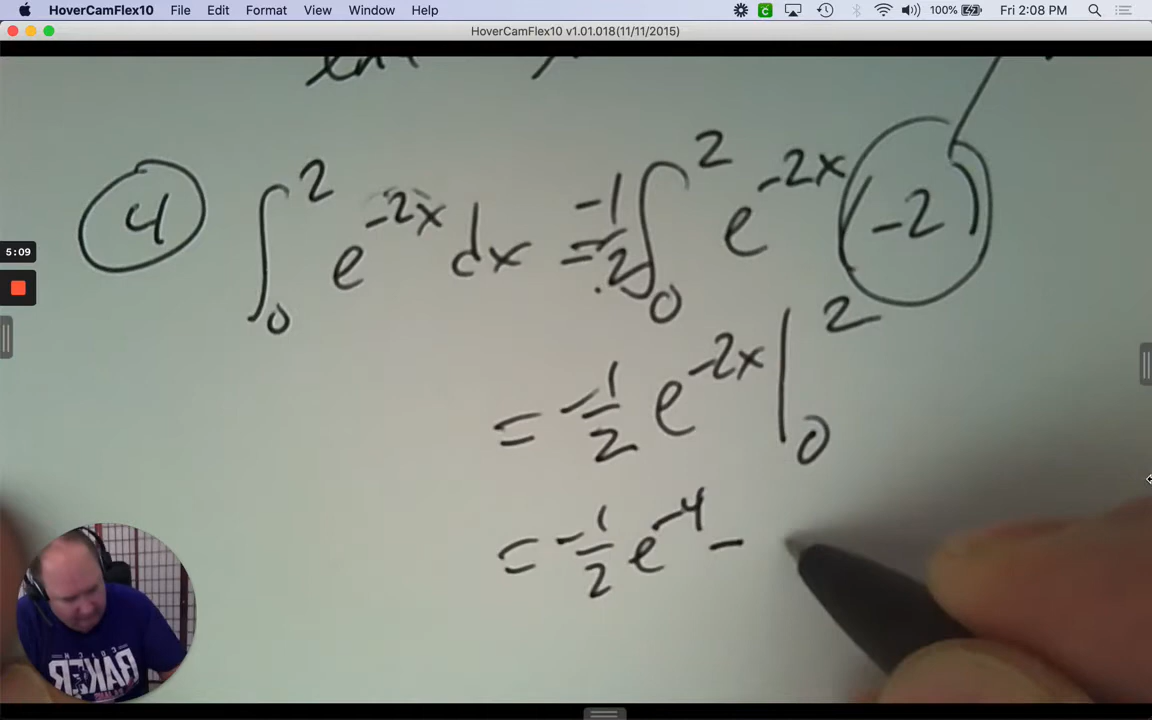 HoverCamFlex10 File Edit Format View Window Help 100% Fri 2:08 PM
HoverCamFlex10 v1.01.018(11/11/2015)
④ ∫₀² e^{-2x} dx = -1/2 ∫₀² e^{-2x} (-2)
5:09
= -1/2 e^{-2x} |₀²
= -1/2 e^{-4} -
BAKER